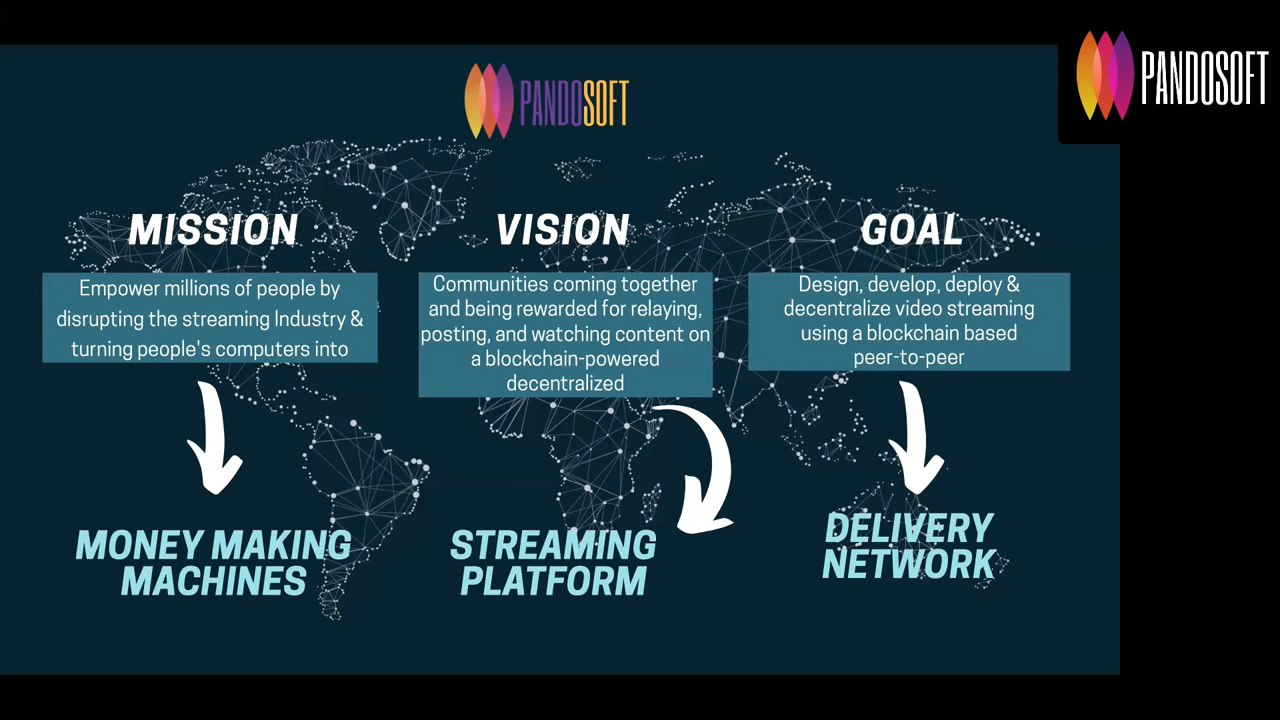 PANDOSOFT
PANDOSOFT
MISSION
Empower millions of people by
disrupting the streaming Industry &
turning people's computers into
MONEY MAKING
MACHINES
VISION
Communities coming together
and being rewarded for relaying,
posting, and watching content on
a blockchain-powered
decentralized
STREAMING
PLATFORM
GOAL
Design, develop, deploy &
decentralize video streaming
using a blockchain based
peer-to-peer
DELIVERY
NETWORK